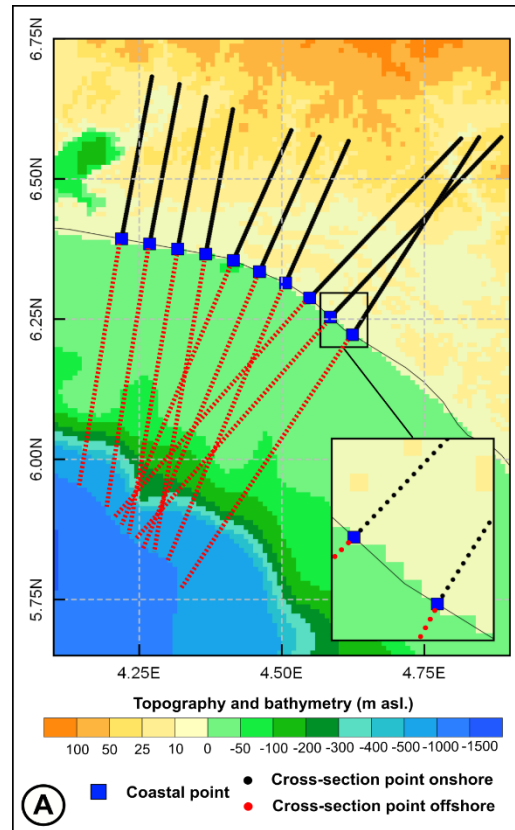 6.75N
6.50N
6.25N
6.00N
5.75N
4.25E 4.50E 4.75E
Topography and bathymetry (m asl.)
100 50 25 10 0 -50 -100 -200 -300 -400 -500 -1000 -1500
A
Coastal point
Cross-section point onshore
Cross-section point offshore